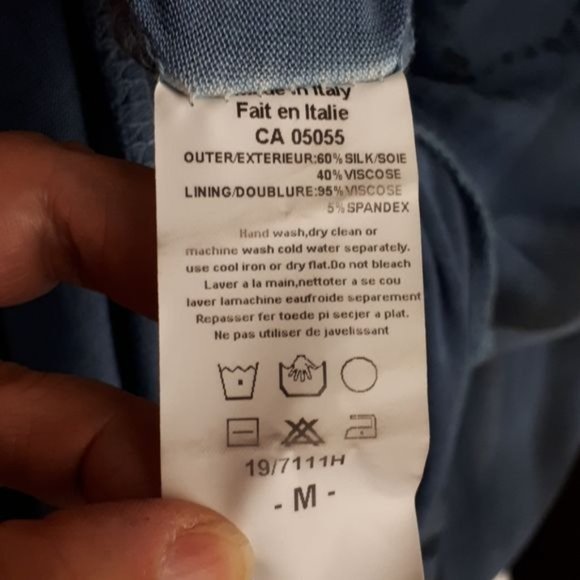 Made in Italy
Fait en Italie
CA 05055
OUTER/EXTERIEUR:60%SILK/SOIE
40%VISCOSE
LINING/DOUBLURE:95%VISCOSE
5%SPANDEX
Hand wash,dry clean or
machine wash cold water separately.
use cool iron or dry flat.Do not bleach
Laver a la main,nettoter a se cou
laver lamachine eaufroide separement
Repasser fer toede pi secjer a plat.
Ne pas utiliser de javelissant
19/7111H
- M -